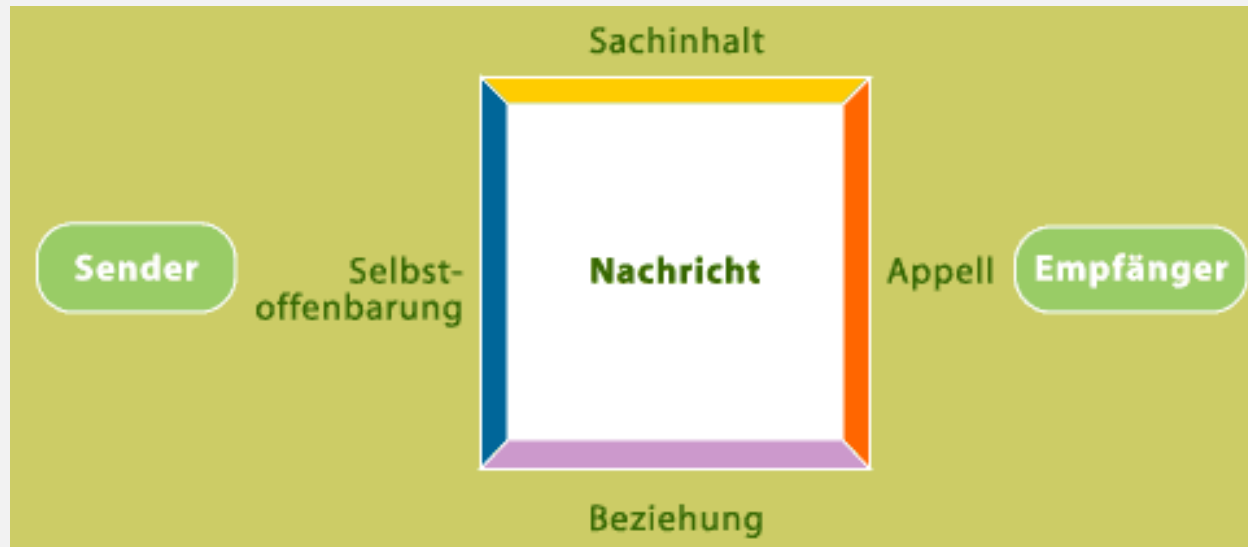 Sachinhalt
Sender
Selbst-
offenbarung
Nachricht
Appell
Empfänger
Beziehung